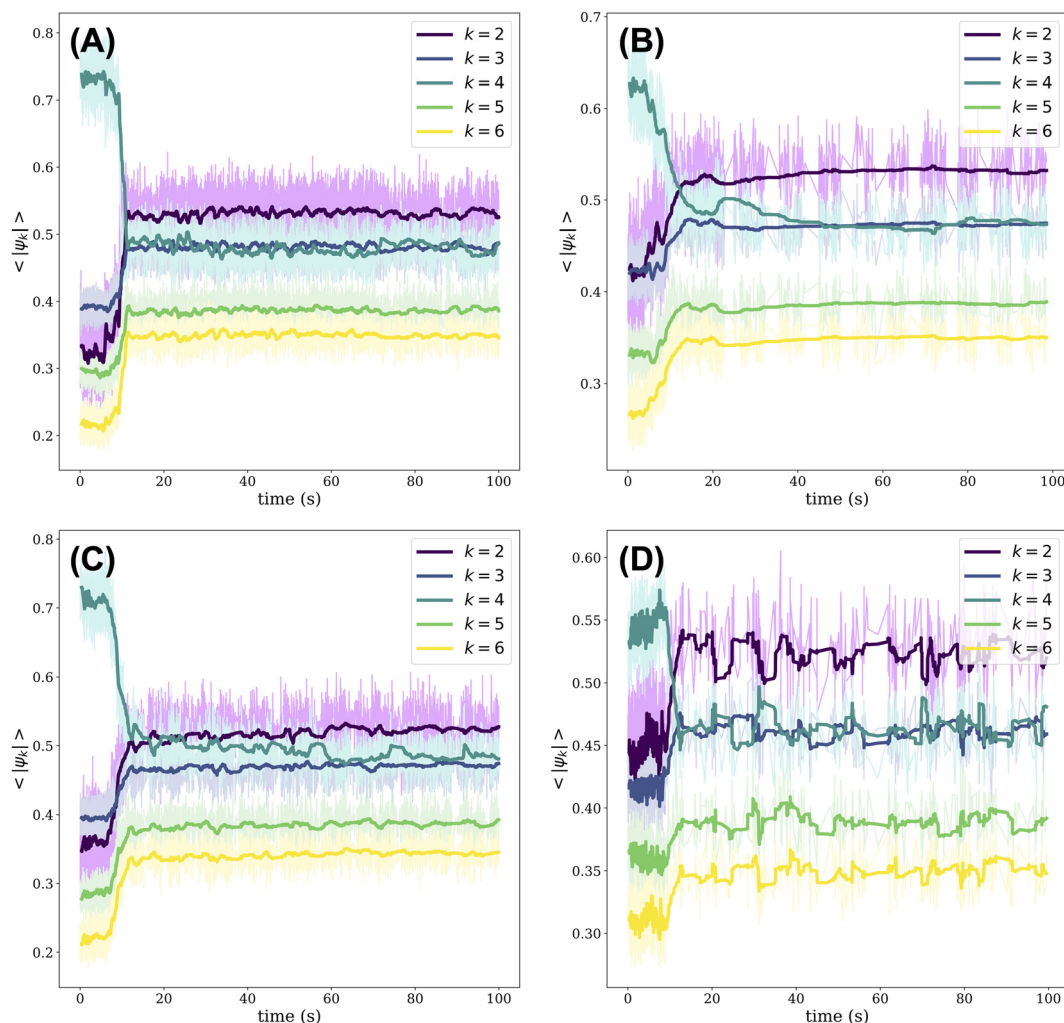 (A)
k = 2
k = 3
k = 4
k = 5
k = 6
0.8
0.7
0.6
0.5
0.4
0.3
0.2
< |ψk| >
0 20 40 60 80 100
time (s)
(B)
k = 2
k = 3
k = 4
k = 5
k = 6
0.7
0.6
0.5
0.4
0.3
< |ψk| >
0 20 40 60 80 100
time (s)
(C)
k = 2
k = 3
k = 4
k = 5
k = 6
0.8
0.7
0.6
0.5
0.4
0.3
0.2
< |ψk| >
0 20 40 60 80 100
time (s)
(D)
k = 2
k = 3
k = 4
k = 5
k = 6
0.60
0.55
0.50
0.45
0.40
0.35
0.30
< |ψk| >
0 20 40 60 80 100
time (s)